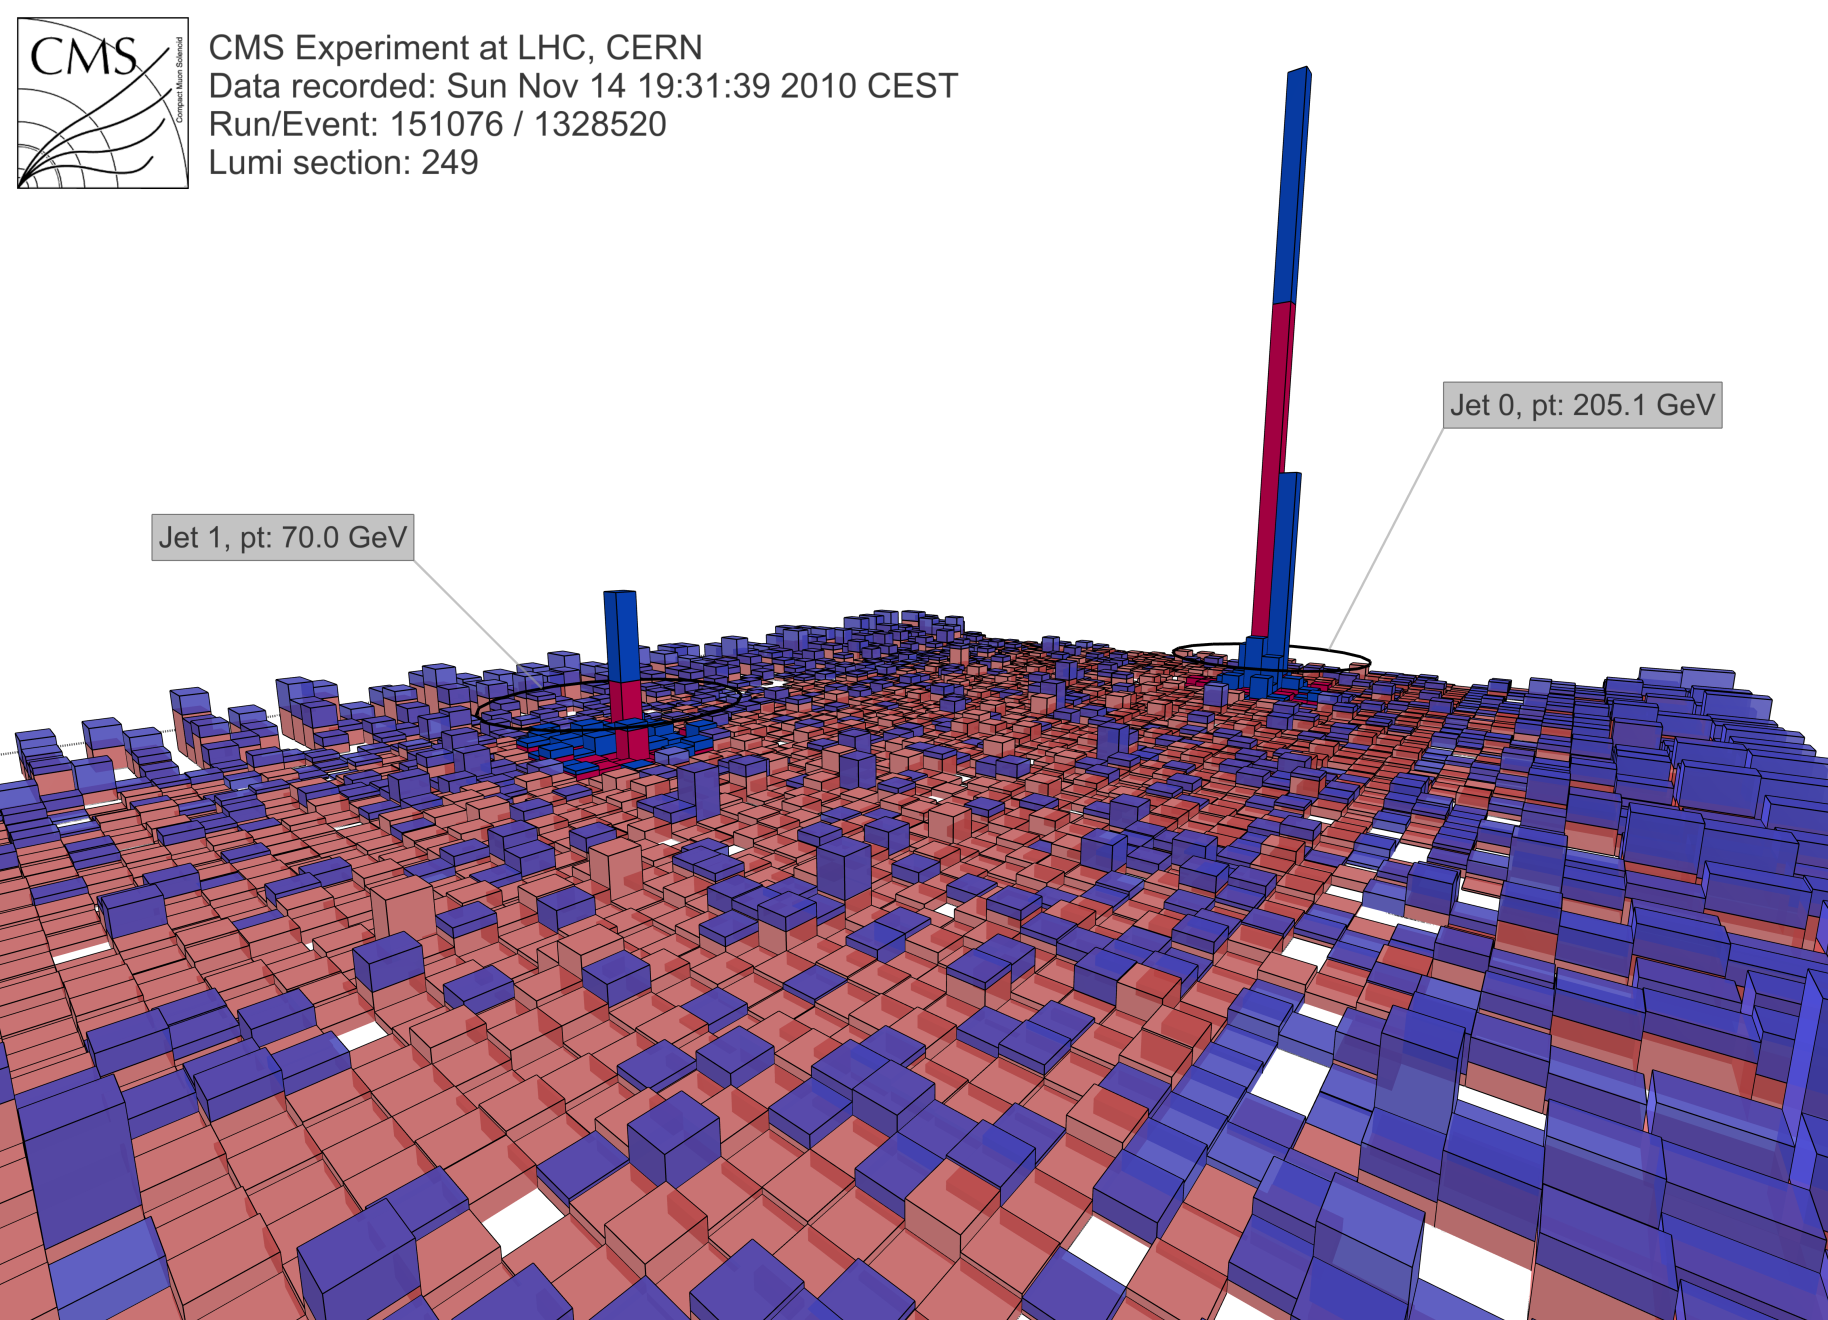 CMS
Compact Muon Solenoid
CMS Experiment at LHC, CERN
Data recorded: Sun Nov 14 19:31:39 2010 CEST
Run/Event: 151076 / 1328520
Lumi section: 249
Jet 0, pt: 205.1 GeV
Jet 1, pt: 70.0 GeV